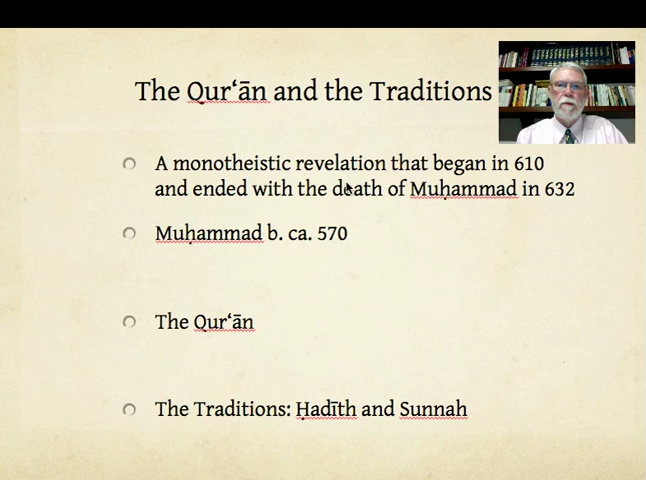 The Qur‘ān and the Traditions
A monotheistic revelation that began in 610
and ended with the death of Muḥammad in 632
Muḥammad b. ca. 570
The Qur‘ān
The Traditions: Ḥadīth and Sunnah